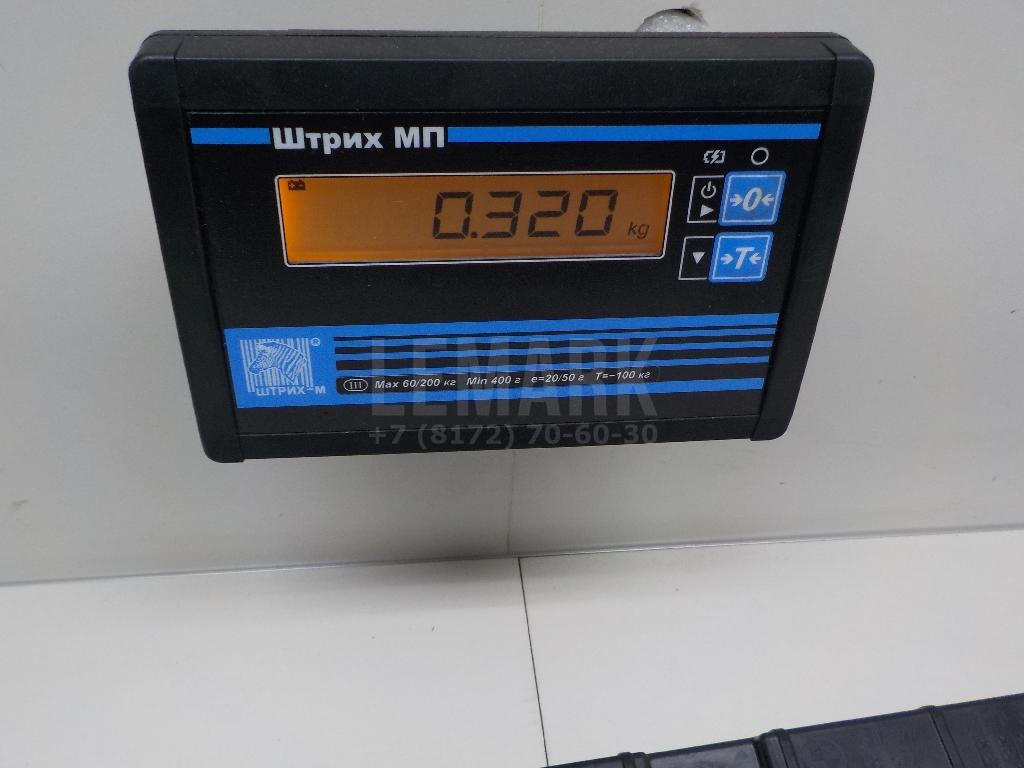 Штрих МП
0.320 kg
→0←
→T←
®
ШТРИХ-М
III Max 60/200 кг Min 400 г e=20/50 г T=−100 кг
LEMARK
+7 (8172) 70-60-30